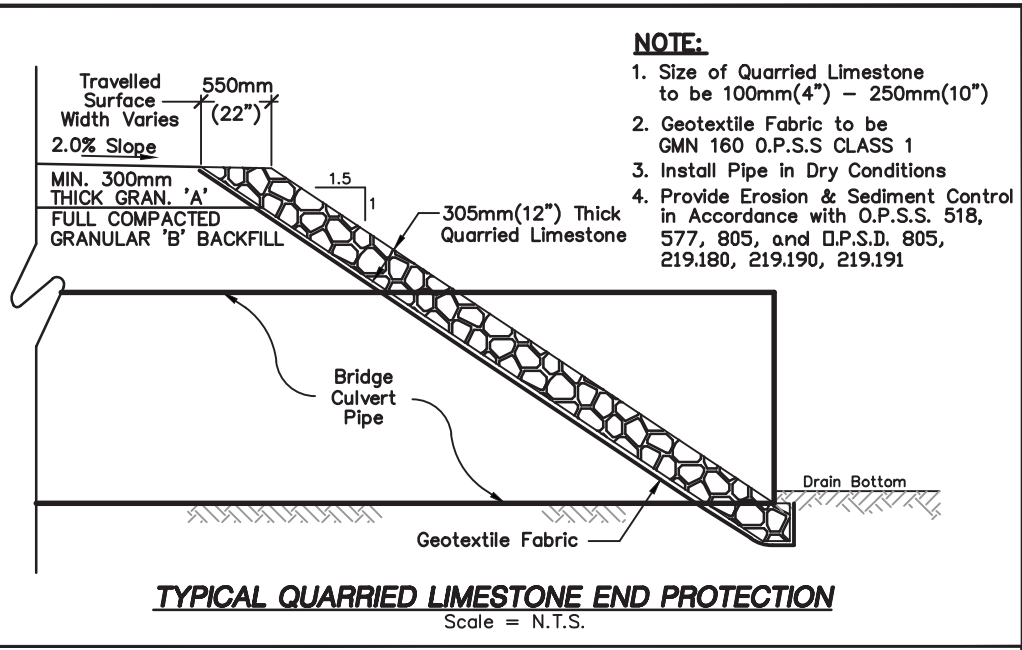 NOTE:
1. Size of Quarried Limestone
to be 100mm(4") - 250mm(10")
2. Geotextile Fabric to be
GMN 160 O.P.S.S CLASS 1
3. Install Pipe in Dry Conditions
4. Provide Erosion & Sediment Control
in Accordance with O.P.S.S. 518,
577, 805, and O.P.S.D. 805,
219.180, 219.190, 219.191
Travelled
Surface
Width Varies
550mm
(22")
2.0% Slope
MIN. 300mm
THICK GRAN. 'A'
FULL COMPACTED
GRANULAR 'B' BACKFILL
1.5
1
305mm(12") Thick
Quarried Limestone
Bridge
Culvert
Pipe
Drain Bottom
Geotextile Fabric
TYPICAL QUARRIED LIMESTONE END PROTECTION
Scale = N.T.S.